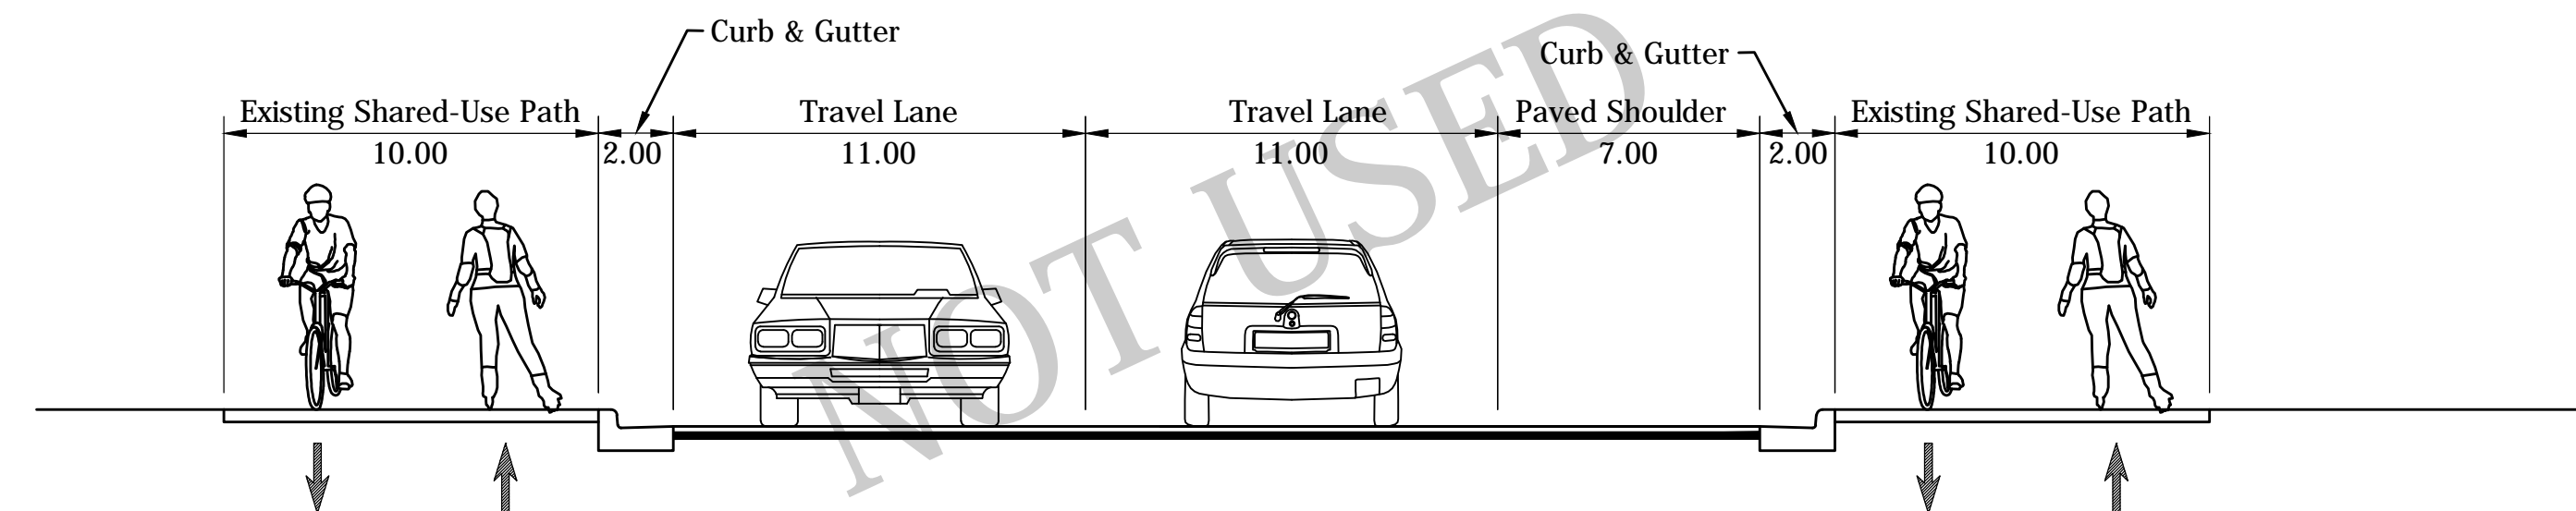 Curb & Gutter
Curb & Gutter
Existing Shared-Use Path Travel Lane Travel Lane Paved Shoulder Existing Shared-Use Path
10.00 2.00 11.00 11.00 7.00 2.00 10.00
NOT USED